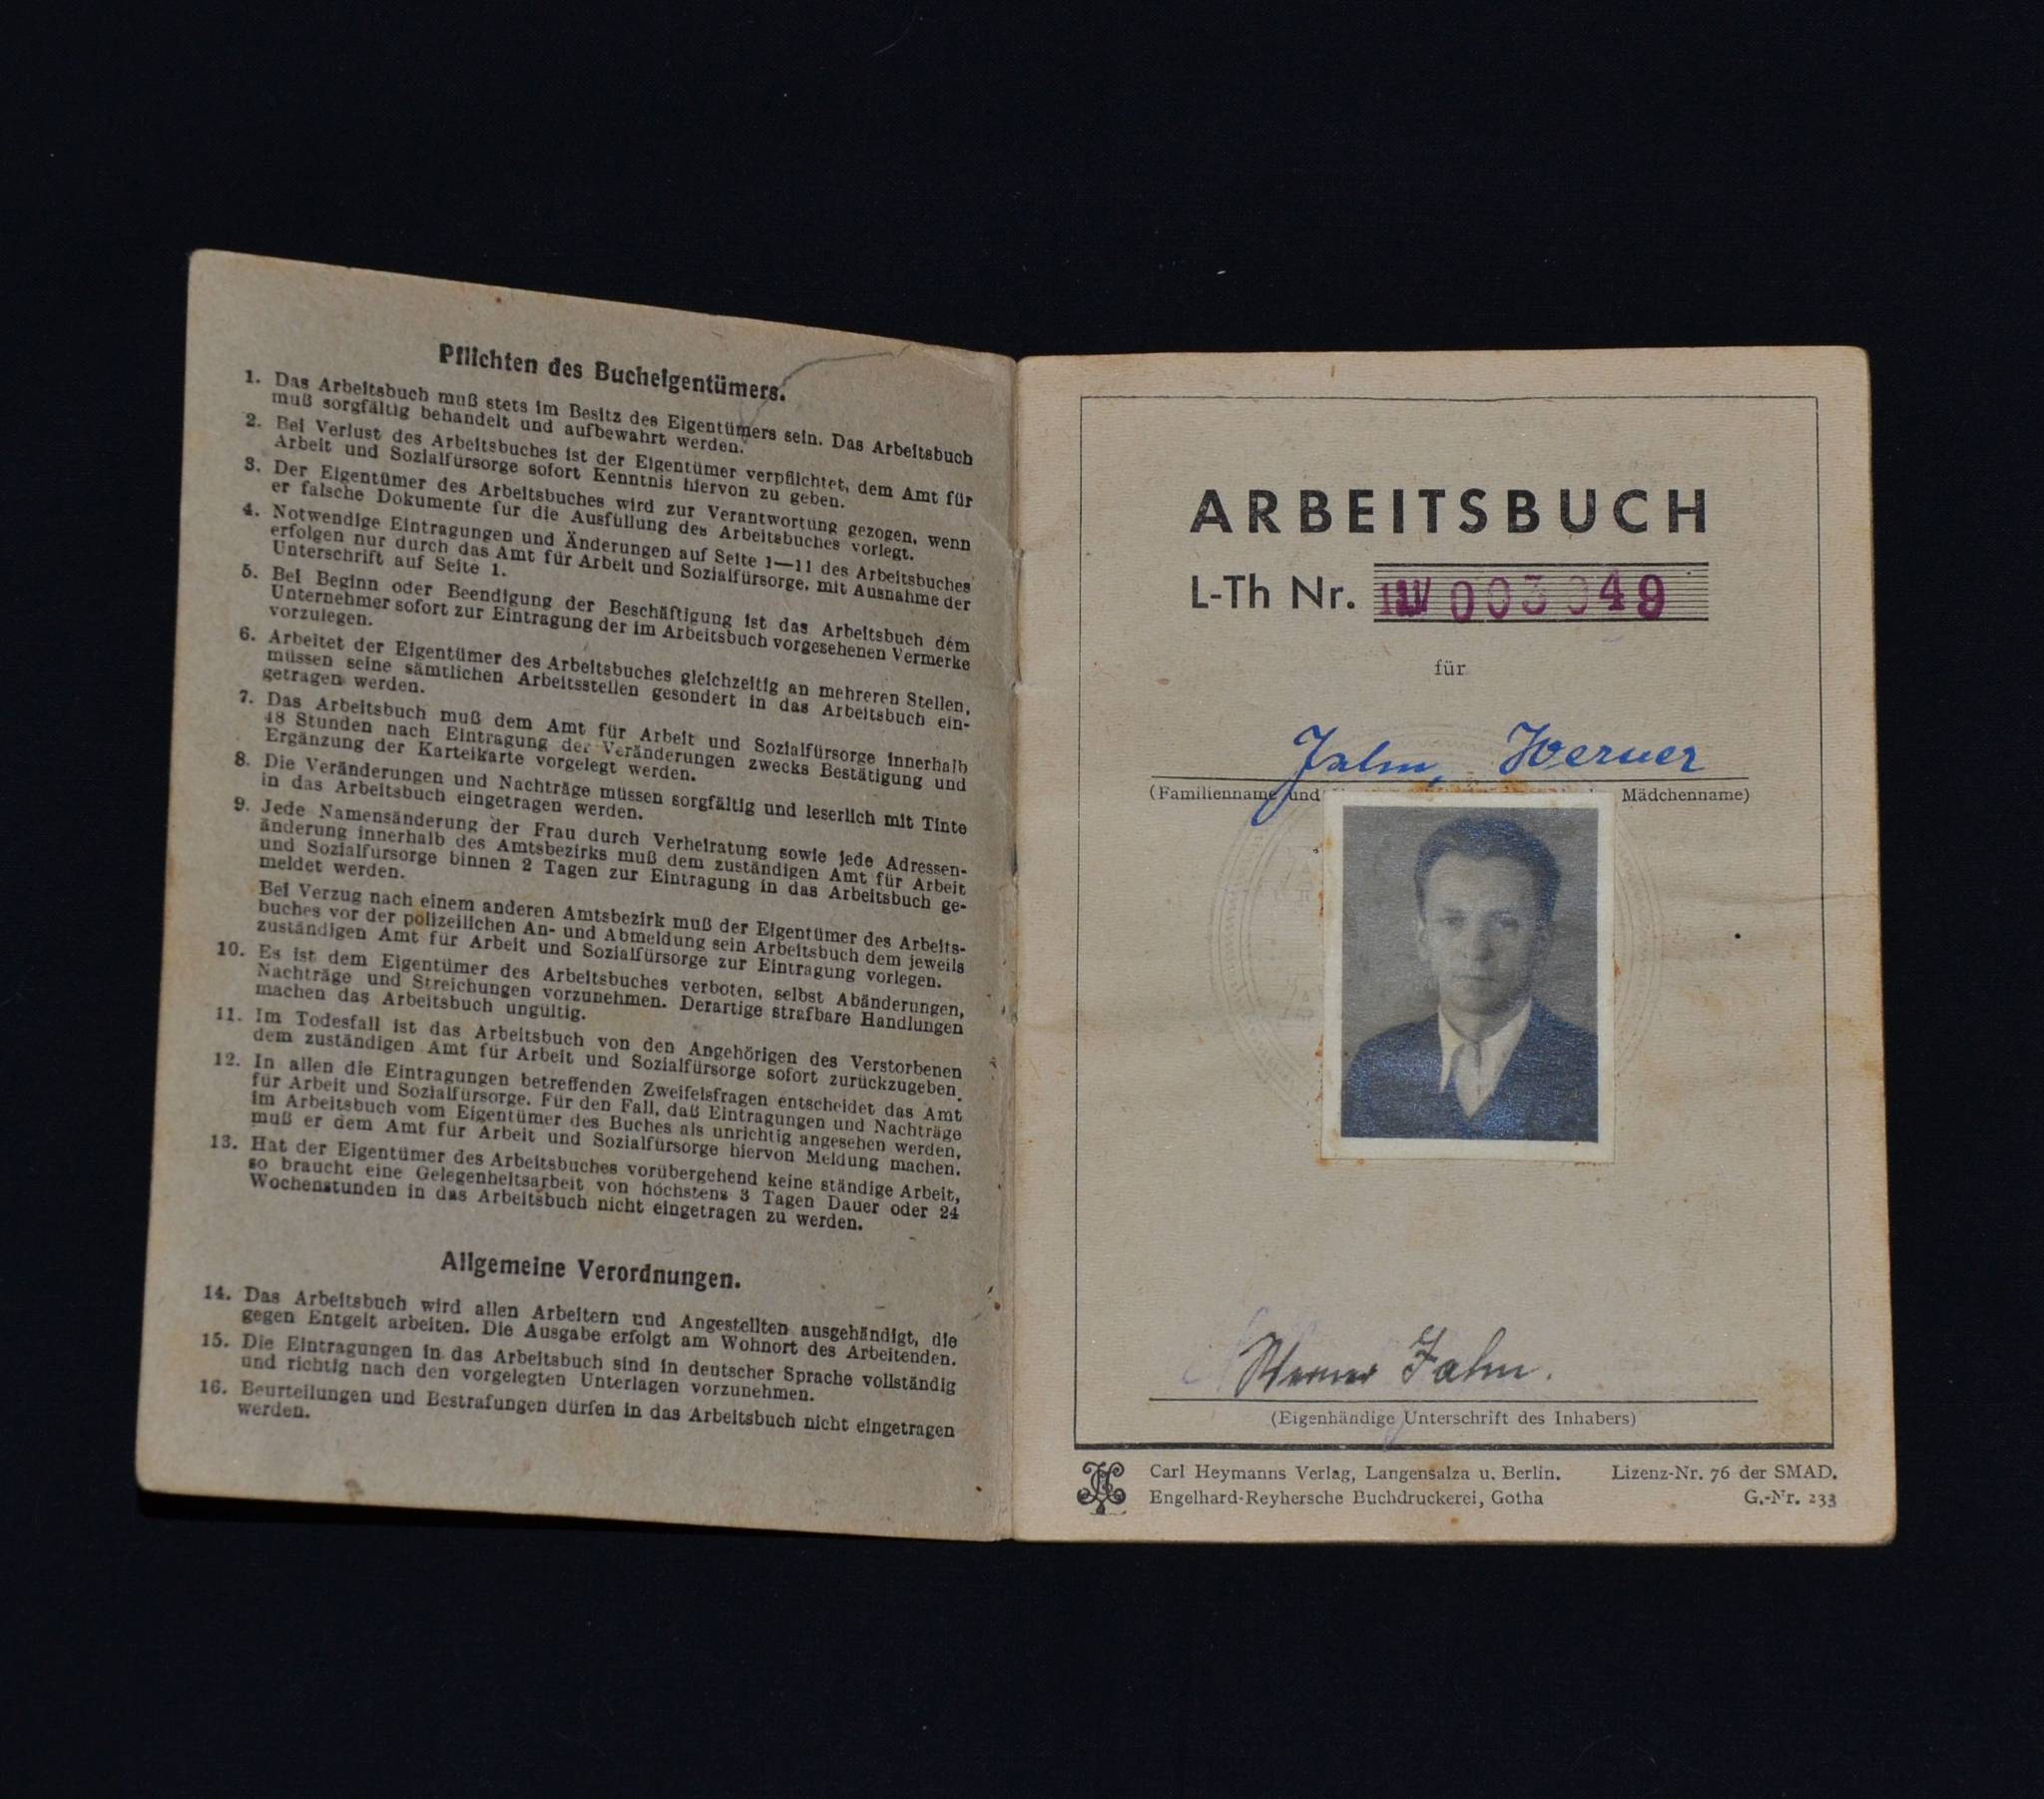 Pflichten des Bucheigentümers.
1. Das Arbeitsbuch muß stets im Besitz des Eigentümers sein. Das Arbeitsbuch
muß sorgfältig behandelt und aufbewahrt werden.
2. Bei Verlust des Arbeitsbuches ist der Eigentümer verpflichtet, dem Amt für
Arbeit und Sozialfürsorge sofort Kenntnis hiervon zu geben.
3. Der Eigentümer des Arbeitsbuches wird zur Verantwortung gezogen, wenn
er falsche Dokumente für die Ausfüllung des Arbeitsbuches vorlegt.
4. Notwendige Eintragungen und Änderungen auf Seite 1—11 des Arbeitsbuches
erfolgen nur durch das Amt für Arbeit und Sozialfürsorge, mit Ausnahme der
Unterschrift auf Seite 1.
5. Bei Beginn oder Beendigung der Beschäftigung ist das Arbeitsbuch dem
Unternehmer sofort zur Eintragung der im Arbeitsbuch vorgesehenen Vermerke
vorzulegen.
6. Arbeitet der Eigentümer des Arbeitsbuches gleichzeitig an mehreren Stellen,
müssen seine sämtlichen Arbeitsstellen gesondert in das Arbeitsbuch ein-
getragen werden.
7. Das Arbeitsbuch muß dem Amt für Arbeit und Sozialfürsorge innerhalb
48 Stunden nach Eintragung der Veränderungen zwecks Bestätigung und
Ergänzung der Karteikarte vorgelegt werden.
8. Die Veränderungen und Nachträge müssen sorgfältig und leserlich mit Tinte
in das Arbeitsbuch eingetragen werden.
9. Jede Namensänderung der Frau durch Verheiratung sowie jede Adressen-
änderung innerhalb des Amtsbezirks muß dem zuständigen Amt für Arbeit
und Sozialfürsorge binnen 2 Tagen zur Eintragung in das Arbeitsbuch ge-
meldet werden.
Bei Verzug nach einem anderen Amtsbezirk muß der Eigentümer des Arbeits-
buches vor der polizeilichen An- und Abmeldung sein Arbeitsbuch dem jeweils
zuständigen Amt für Arbeit und Sozialfürsorge zur Eintragung vorlegen.
10. Es ist dem Eigentümer des Arbeitsbuches verboten, selbst Abänderungen,
Nachträge und Streichungen vorzunehmen. Derartige strafbare Handlungen
machen das Arbeitsbuch ungültig.
11. Im Todesfall ist das Arbeitsbuch von den Angehörigen des Verstorbenen
dem zuständigen Amt für Arbeit und Sozialfürsorge sofort zurückzugeben.
12. In allen die Eintragungen betreffenden Zweifelsfragen entscheidet das Amt
für Arbeit und Sozialfürsorge. Für den Fall, daß Eintragungen und Nachträge
im Arbeitsbuch vom Eigentümer des Buches als unrichtig angesehen werden,
muß er dem Amt für Arbeit und Sozialfürsorge hiervon Meldung machen.
13. Hat der Eigentümer des Arbeitsbuches vorübergehend keine ständige Arbeit,
so braucht eine Gelegenheitsarbeit von höchstens 3 Tagen Dauer oder 24
Wochenstunden in das Arbeitsbuch nicht eingetragen zu werden.
Allgemeine Verordnungen.
14. Das Arbeitsbuch wird allen Arbeitern und Angestellten ausgehändigt, die
gegen Entgelt arbeiten. Die Ausgabe erfolgt am Wohnort des Arbeitenden.
15. Die Eintragungen in das Arbeitsbuch sind in deutscher Sprache vollständig
und richtig nach den vorgelegten Unterlagen vorzunehmen.
16. Beurteilungen und Bestrafungen dürfen in das Arbeitsbuch nicht eingetragen
werden.
ARBEITSBUCH
L-Th Nr.
für
Werner
(Familienname und Mädchenname)
Werner
(Eigenhändige Unterschrift des Inhabers)
Carl Heymanns Verlag, Langensalza u. Berlin. Lizenz-Nr. 76 der SMAD.
Engelhard-Reyhersche Buchdruckerei, Gotha G.-Nr. 233